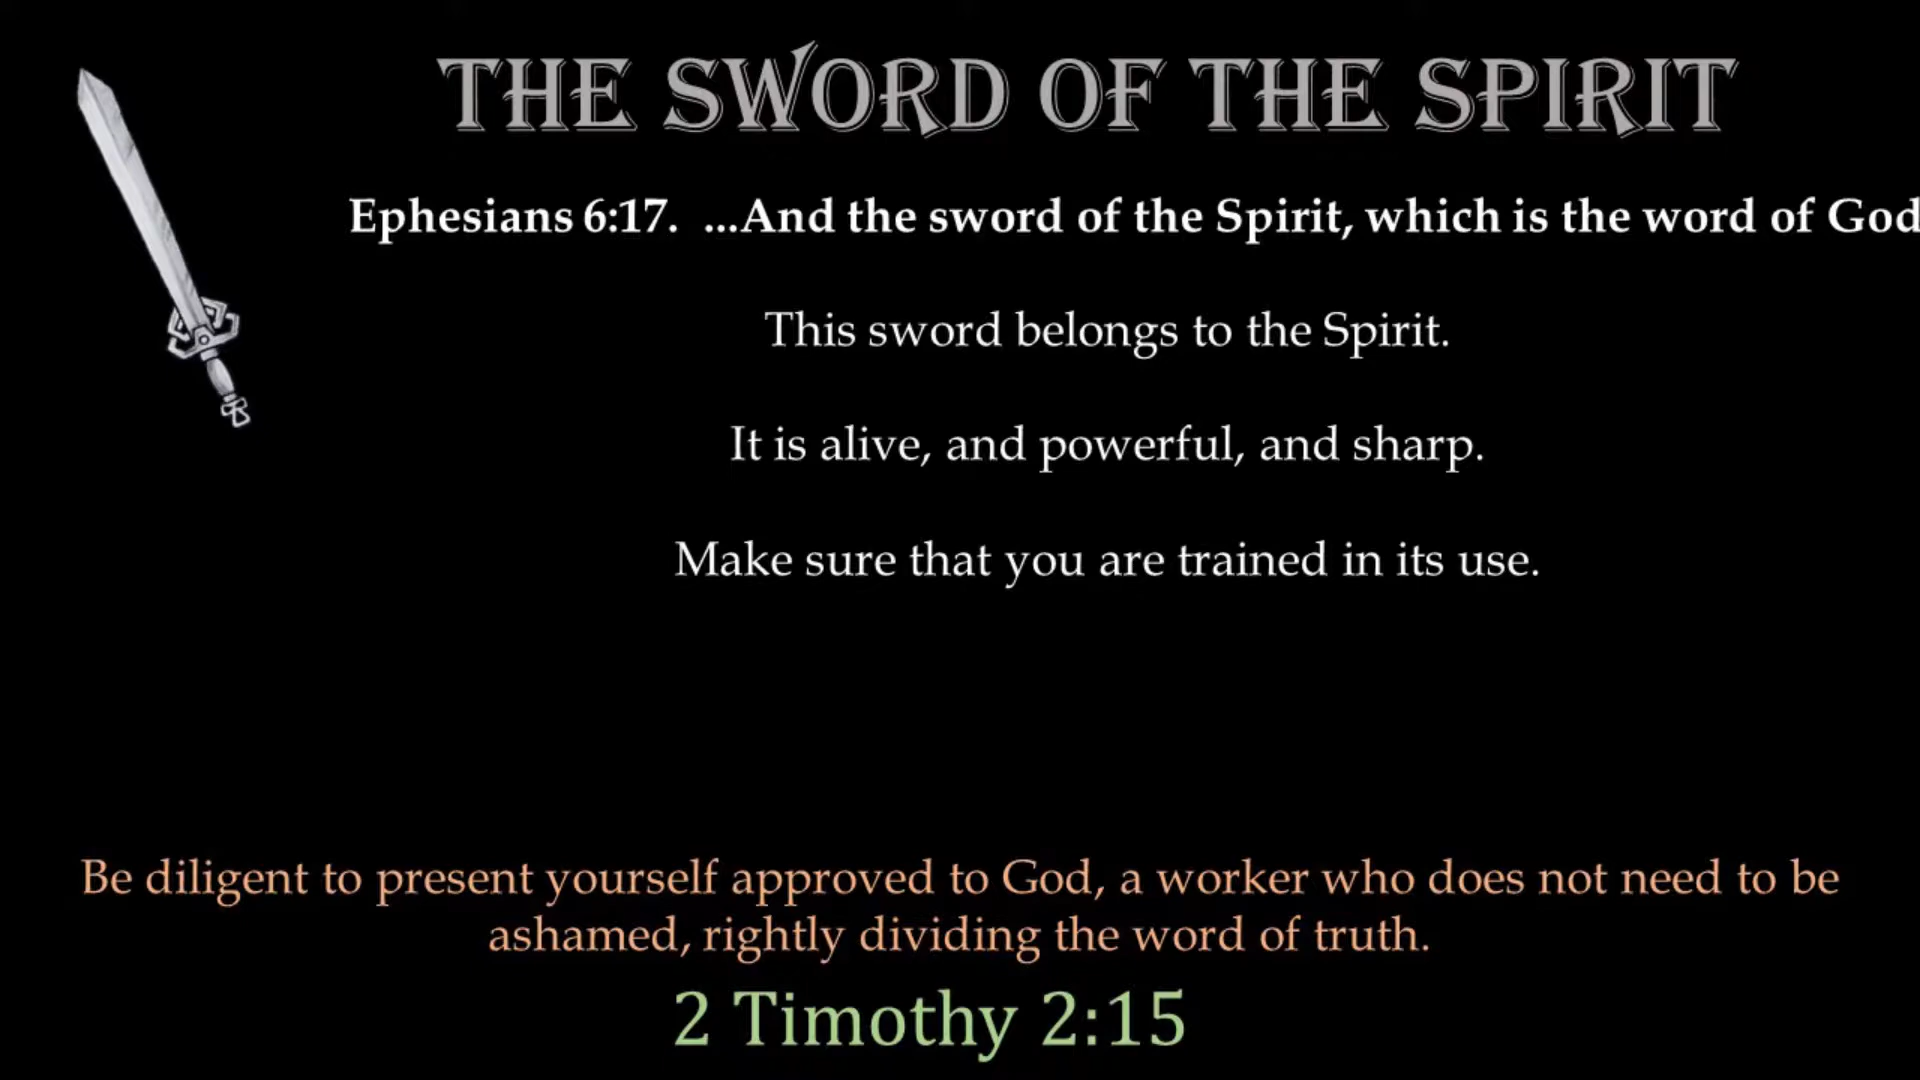 THE SWORD OF THE SPIRIT
Ephesians 6:17.  ...And the sword of the Spirit, which is the word of God
This sword belongs to the Spirit.
It is alive, and powerful, and sharp.
Make sure that you are trained in its use.
Be diligent to present yourself approved to God, a worker who does not need to be
ashamed, rightly dividing the word of truth.
2 Timothy 2:15